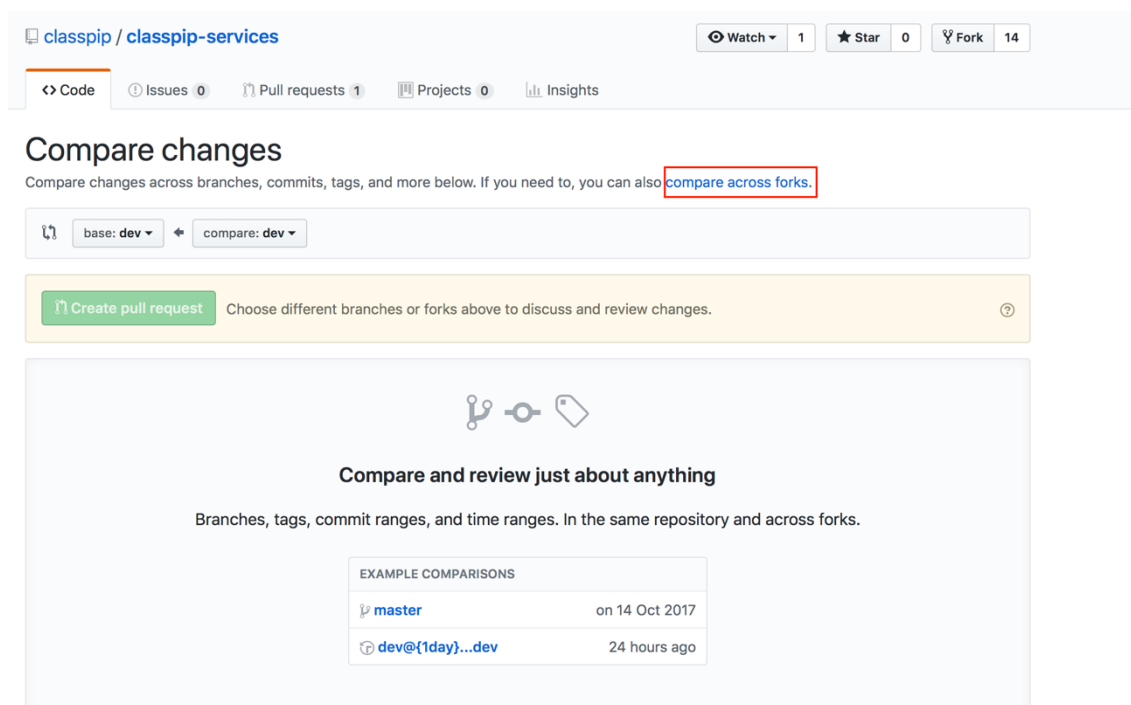 classpip / classpip-services
Watch 1 Star 0 Fork 14
Code Issues 0 Pull requests 1 Projects 0 Insights
Compare changes
Compare changes across branches, commits, tags, and more below. If you need to, you can also compare across forks.
base: dev compare: dev
Create pull request Choose different branches or forks above to discuss and review changes.
Compare and review just about anything
Branches, tags, commit ranges, and time ranges. In the same repository and across forks.
EXAMPLE COMPARISONS
master on 14 Oct 2017
dev@{1day}...dev 24 hours ago